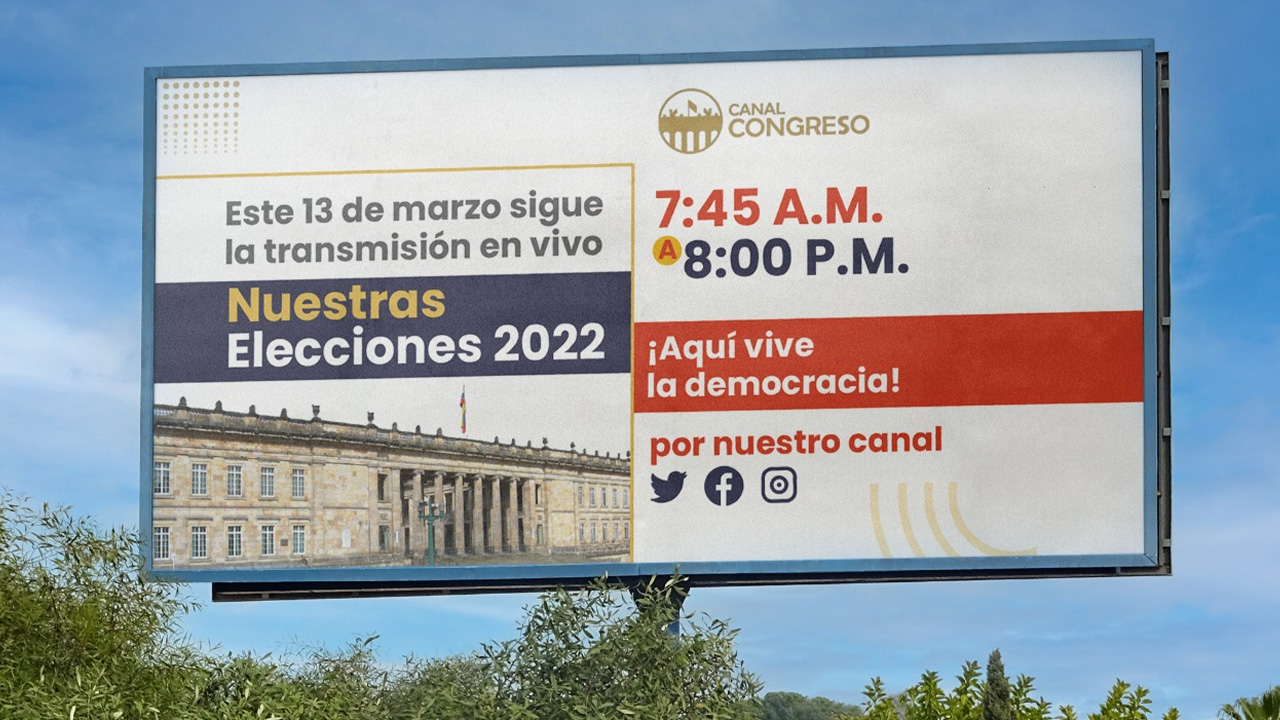 Este 13 de marzo sigue
la transmisión en vivo
Nuestras
Elecciones 2022
CANAL
CONGRESO
7:45 A.M.
A 8:00 P.M.
¡Aquí vive
la democracia!
por nuestro canal